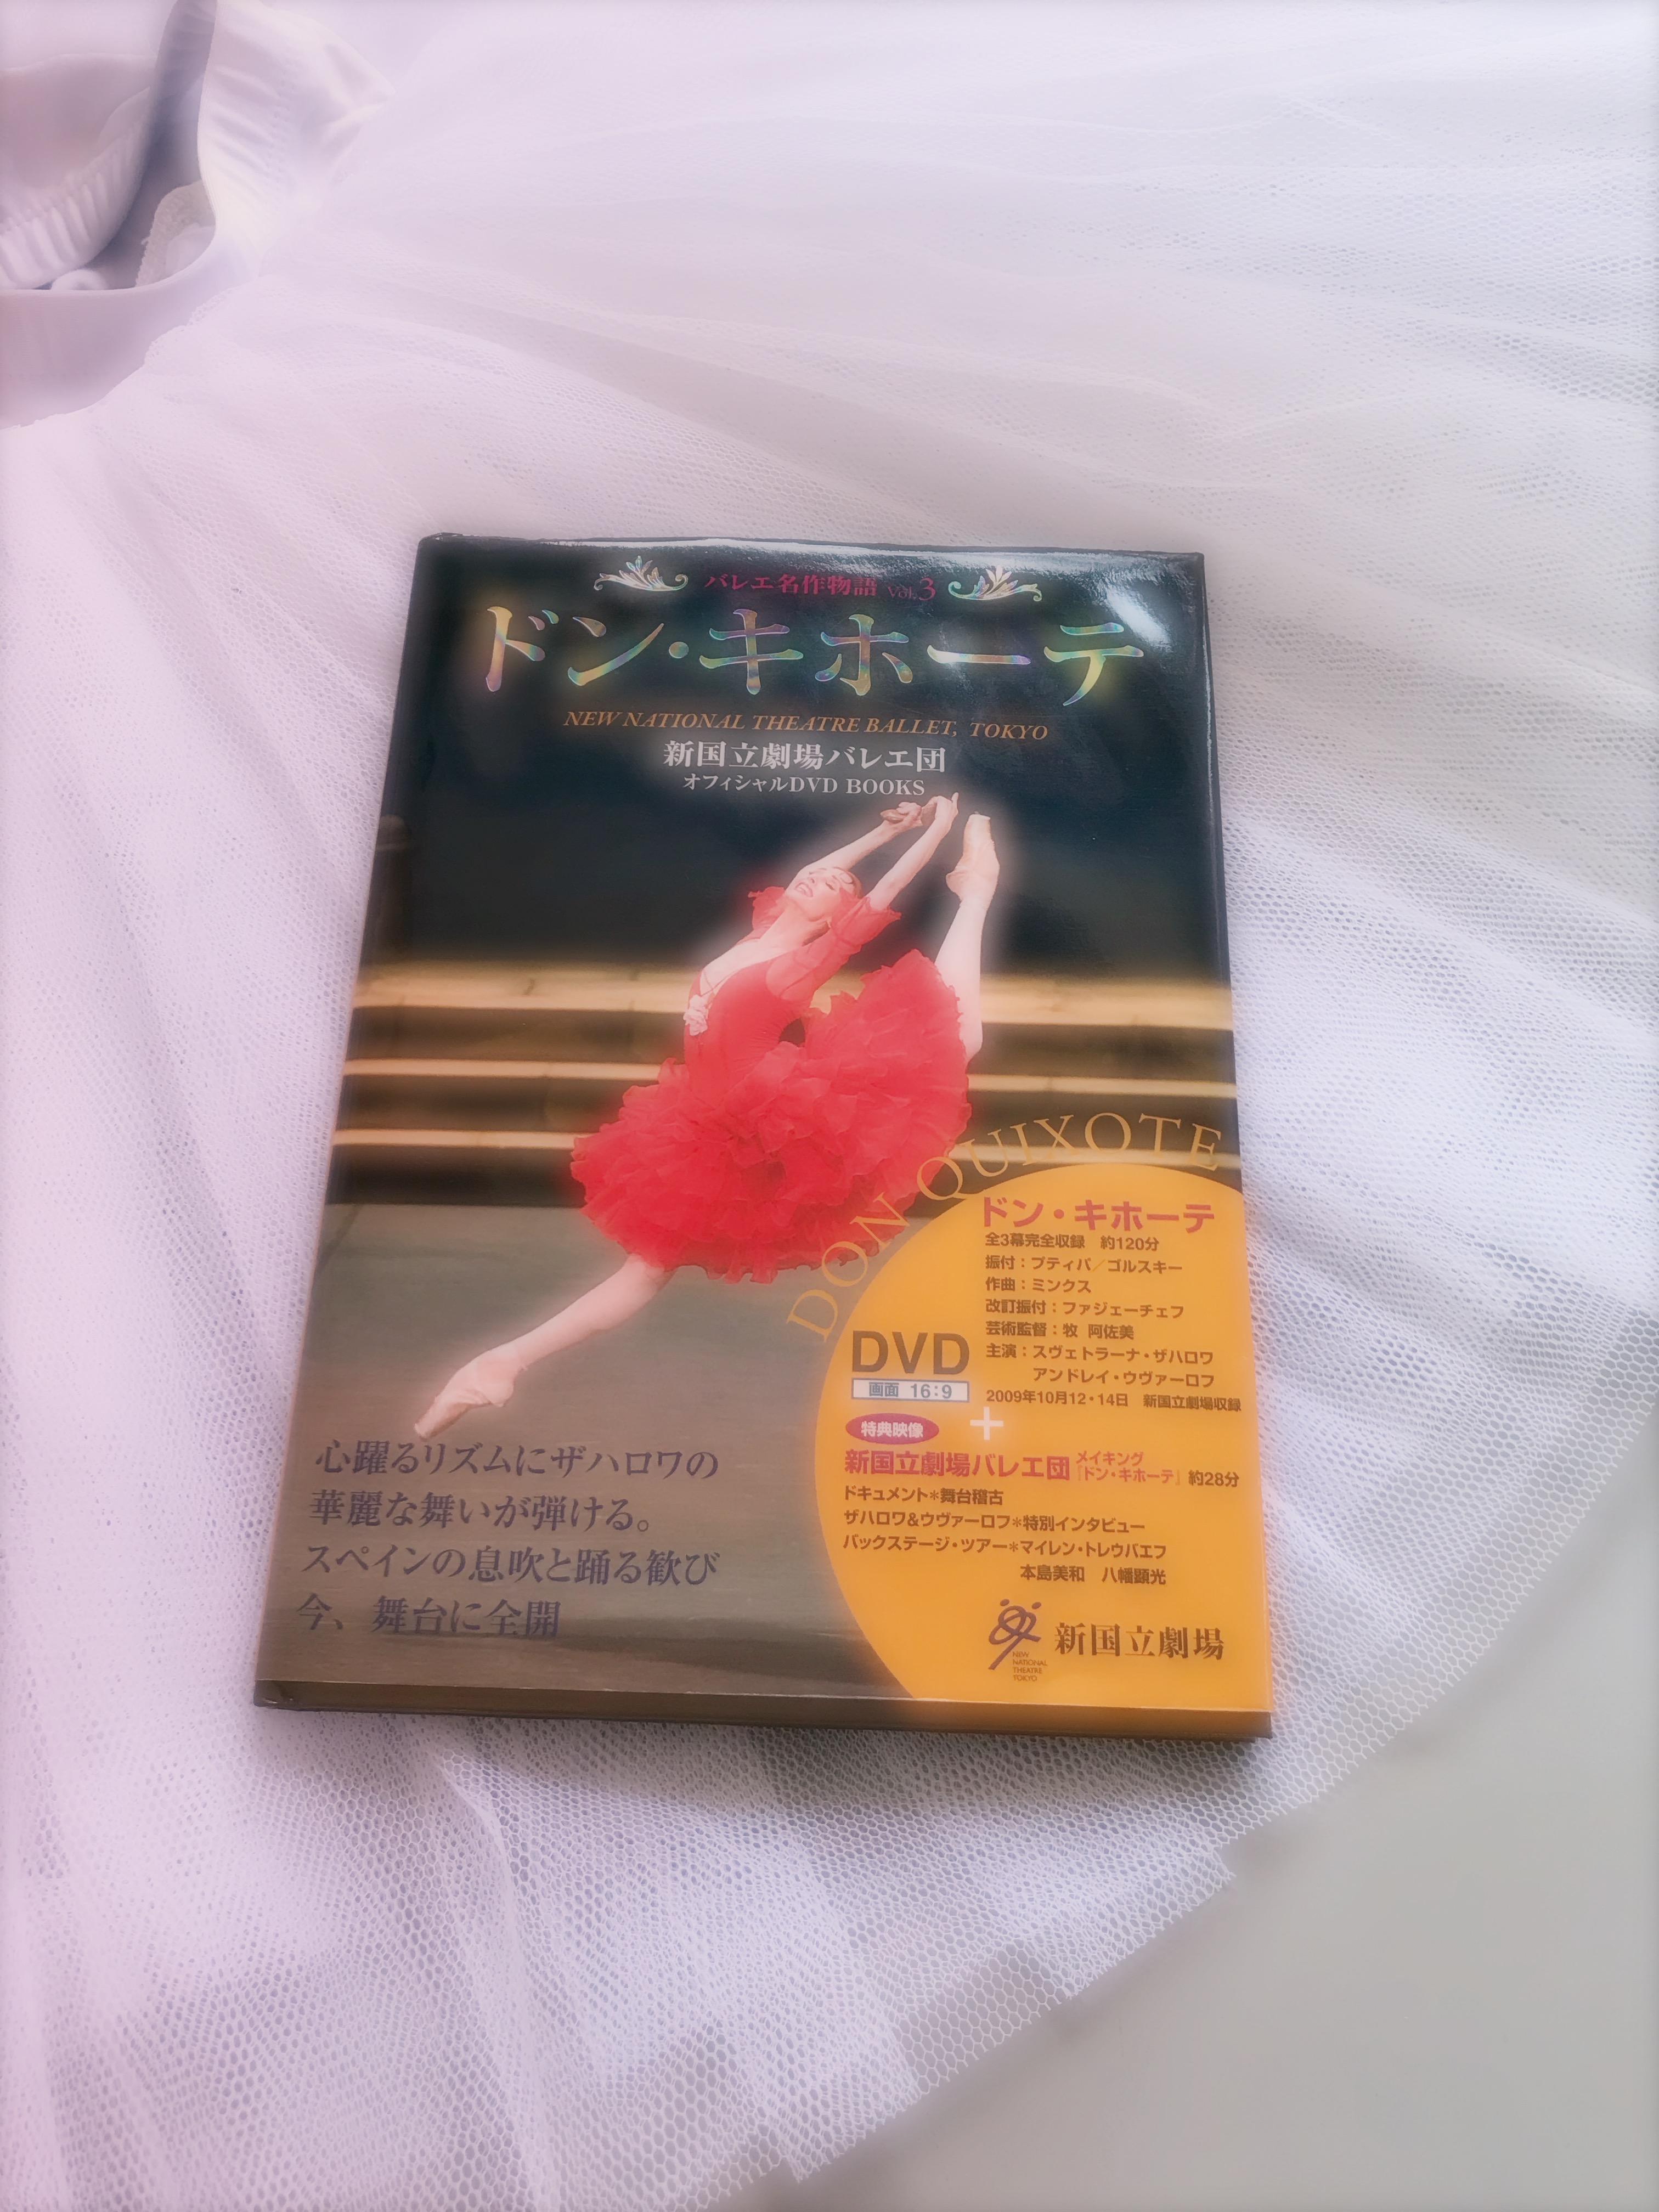 バレエ名作物語 VOL.3
ドン・キホーテ
NEW NATIONAL THEATRE BALLET, TOKYO
新国立劇場バレエ団
オフィシャルDVD BOOKS
DON QUIXOTE
ドン・キホーテ
全3幕完全収録 約120分
振付：プティパ／ゴルスキー
作曲：ミンクス
改訂振付：ファジェーチェフ
芸術監督：牧 阿佐美
主演：スヴェトラーナ・ザハロワ
アンドレイ・ウヴァーロフ
2009年10月12・14日 新国立劇場収録
DVD
画面 16:9
+
特典映像
新国立劇場バレエ団 メイキング『ドン・キホーテ』 約28分
ドキュメント＊舞台稽古
ザハロワ&ウヴァーロフ＊特別インタビュー
バックステージ・ツアー＊マイレン・トレウバエフ
本島美和 八幡顕光
心躍るリズムにザハロワの
華麗な舞いが弾ける。
スペインの息吹と踊る歓び
今、舞台に全開
NEW
NATIONAL
THEATRE
TOKYO
新国立劇場